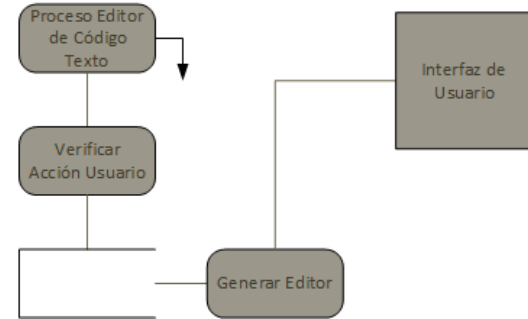 Proceso Editor
de Código
Texto
Interfaz de
Usuario
Verificar
Acción Usuario
Generar Editor